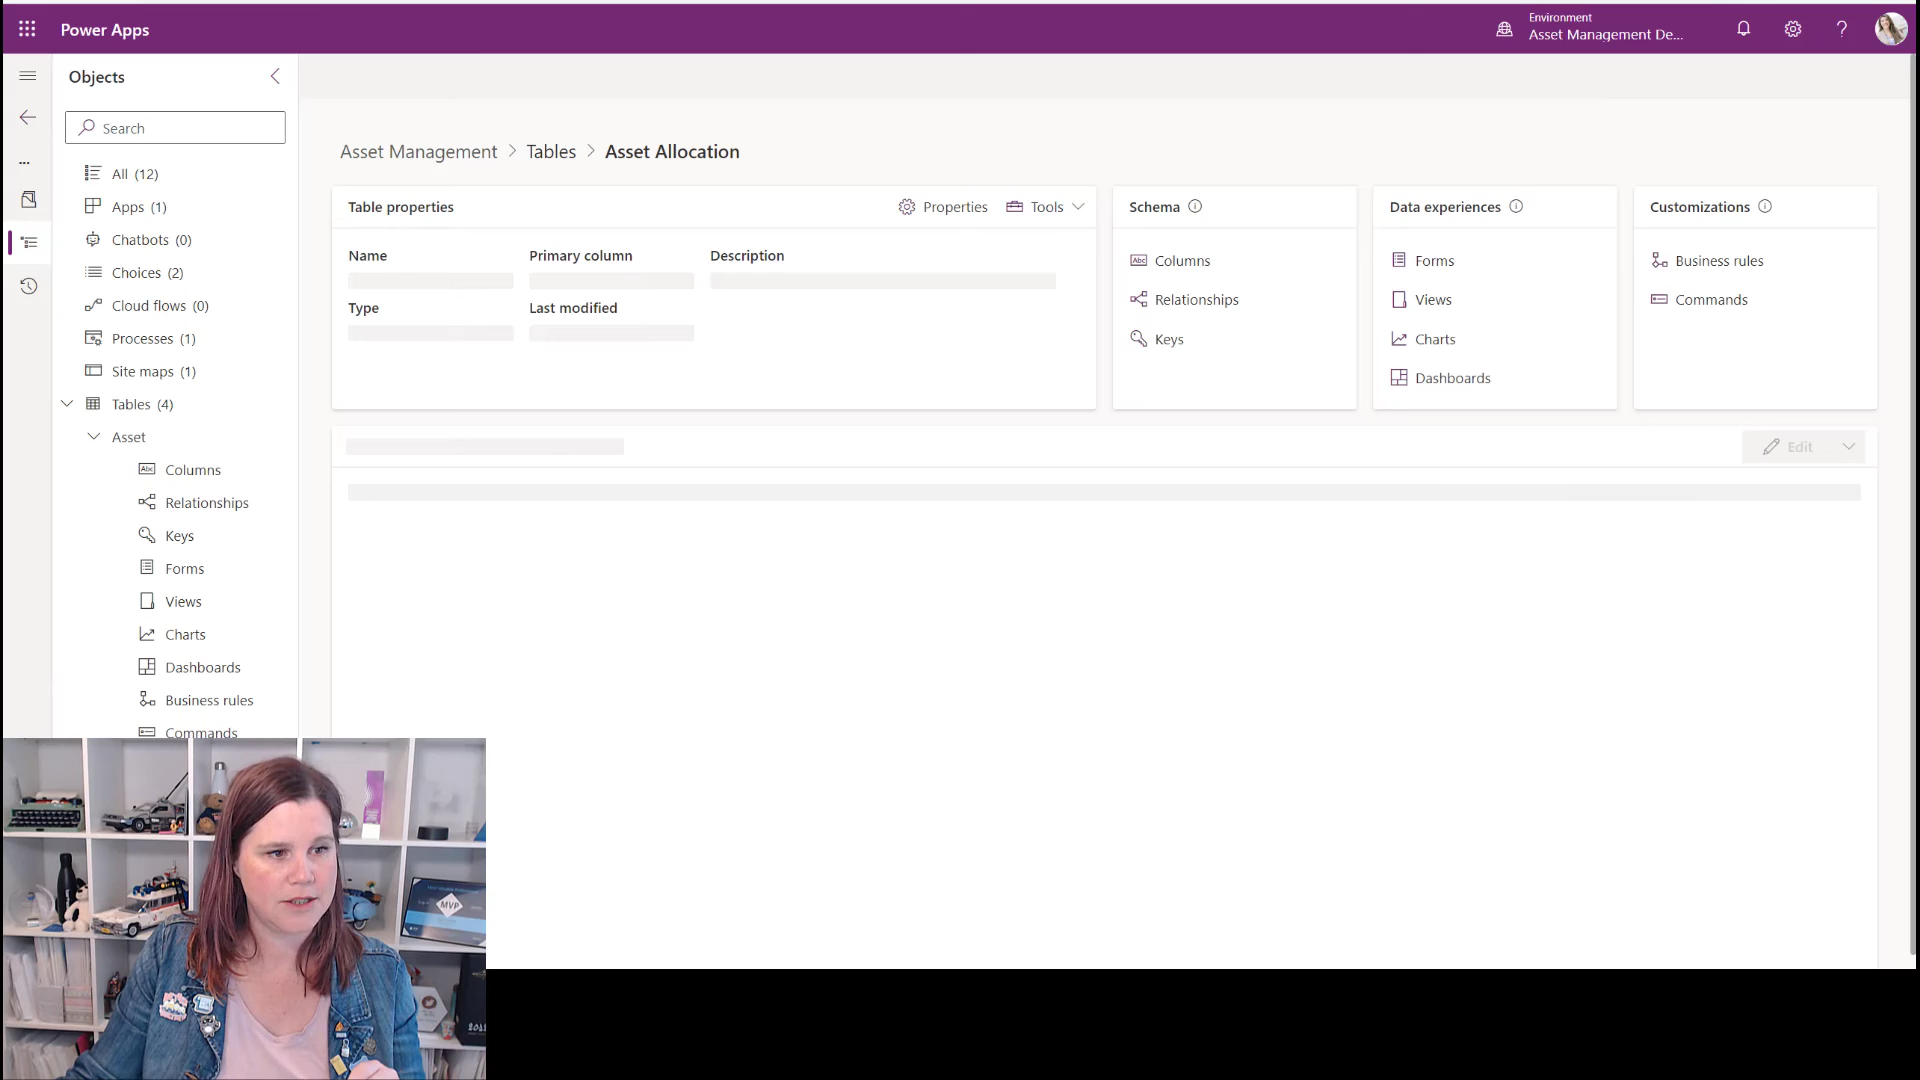 Power Apps
Environment
Asset Management De...
Objects
Search
All (12)
Apps (1)
Chatbots (0)
Choices (2)
Cloud flows (0)
Processes (1)
Site maps (1)
Tables (4)
Asset
Abc Columns
Relationships
Keys
Forms
Views
Charts
Dashboards
Business rules
Commands
Asset Management > Tables > Asset Allocation
Table properties
Properties
Tools
Name
Primary column
Description
Type
Last modified
Schema
Abc Columns
Relationships
Keys
Data experiences
Forms
Views
Charts
Dashboards
Customizations
Business rules
Commands
Edit
MVP